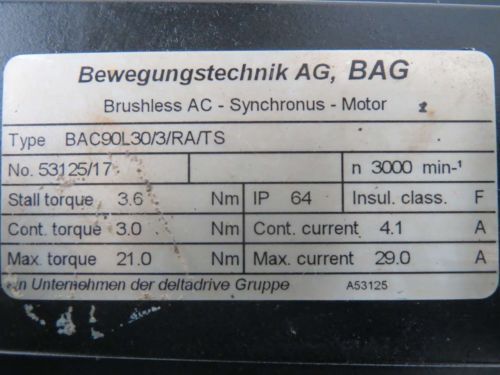 Bewegungstechnik AG, BAG
Brushless AC - Synchronus - Motor
Type BAC90L30/3/RA/TS
No. 53125/17 n 3000 min-¹
Stall torque 3.6 Nm IP 64 Insul. class. F
Cont. torque 3.0 Nm Cont. current 4.1 A
Max. torque 21.0 Nm Max. current 29.0 A
in Unternehmen der deltadrive Gruppe A53125